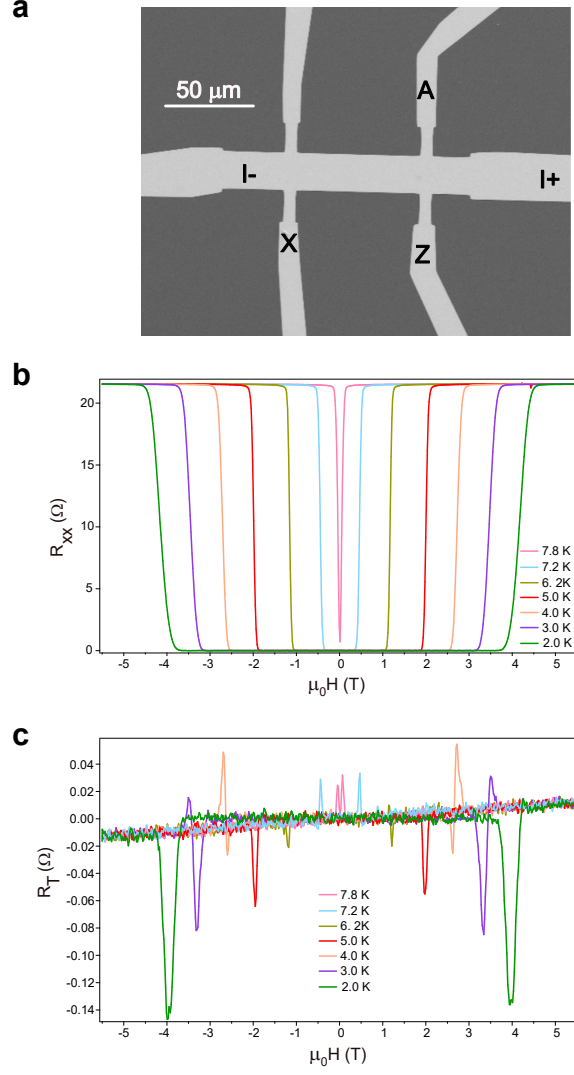 a
50 μm
A
I-
I+
X
Z
b
R_xx (Ω)
20
15
10
5
0
7.8 K
7.2 K
6. 2K
5.0 K
4.0 K
3.0 K
2.0 K
-5 -4 -3 -2 -1 0 1 2 3 4 5
μ₀H (T)
c
R_T (Ω)
0.04
0.02
0.00
-0.02
-0.04
-0.06
-0.08
-0.10
-0.12
-0.14
7.8 K
7.2 K
6. 2 K
5.0 K
4.0 K
3.0 K
2.0 K
-5 -4 -3 -2 -1 0 1 2 3 4 5
μ₀H (T)